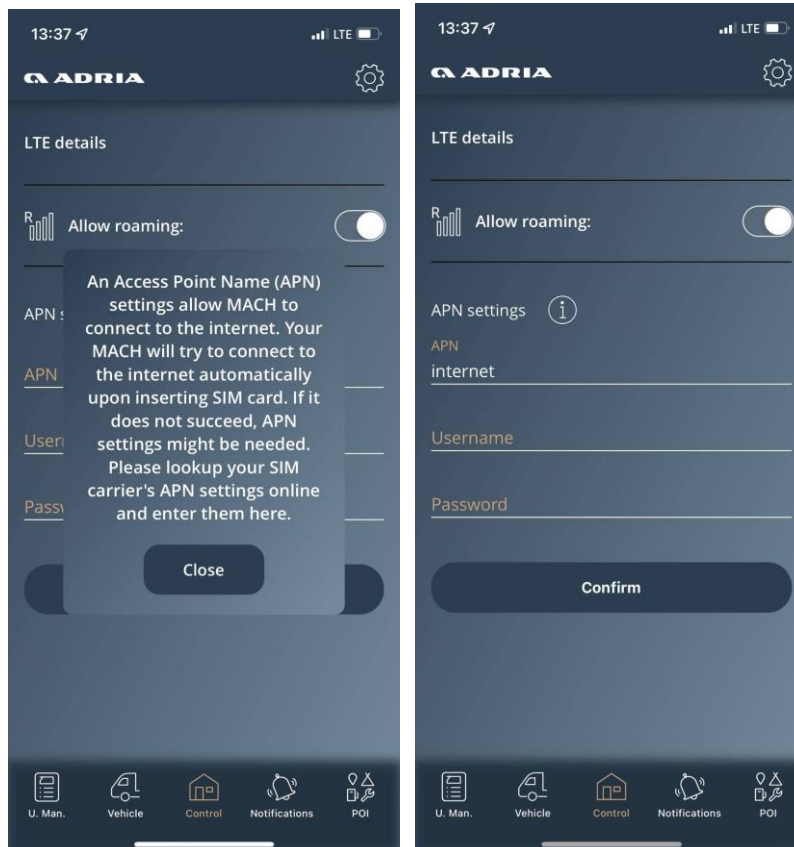 13:37
LTE
ADRIA
LTE details
R
Allow roaming:
An Access Point Name (APN)
settings allow MACH to
connect to the internet. Your
MACH will try to connect to
the internet automatically
upon inserting SIM card. If it
does not succeed, APN
settings might be needed.
Please lookup your SIM
carrier's APN settings online
and enter them here.
APN s
APN
User
Passw
Close
U. Man.
Vehicle
Control
Notifications
POI
13:37
LTE
ADRIA
LTE details
R
Allow roaming:
APN settings i
APN
internet
Username
Password
Confirm
U. Man.
Vehicle
Control
Notifications
POI